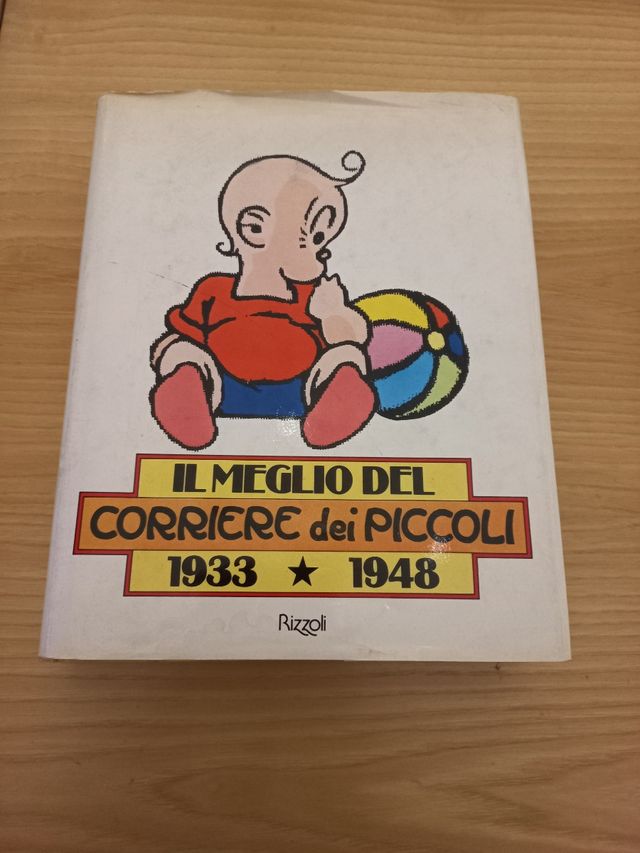 IL MEGLIO DEL
CORRIERE dei PICCOLI
1933 ★ 1948
Rizzoli